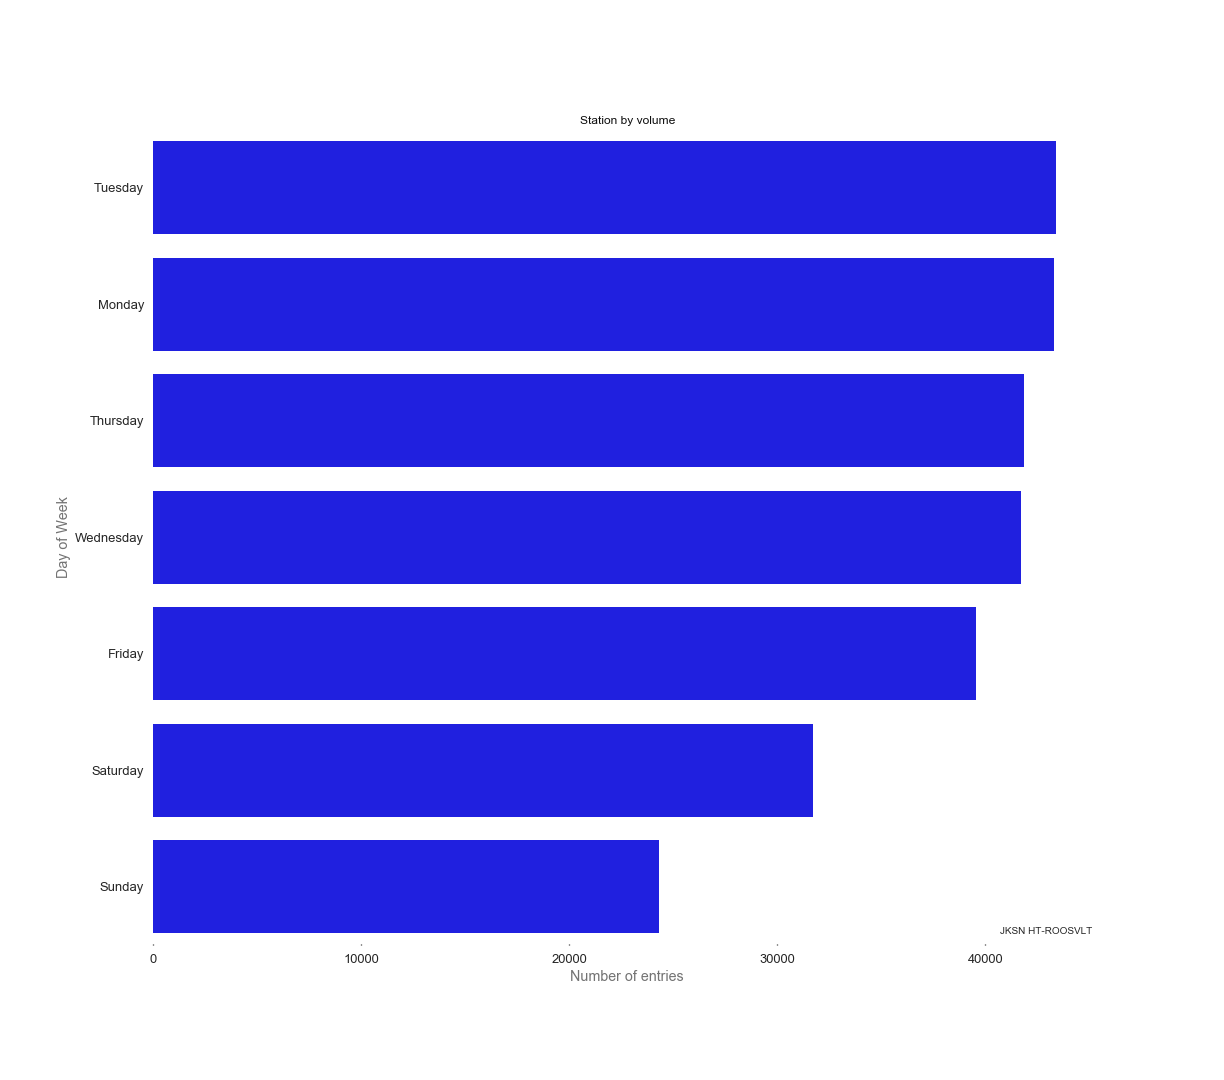 Station by volume
Tuesday
Monday
Thursday
Wednesday
Friday
Saturday
Sunday
Day of Week
JKSN HT-ROOSVLT
0 10000 20000 30000 40000
Number of entries